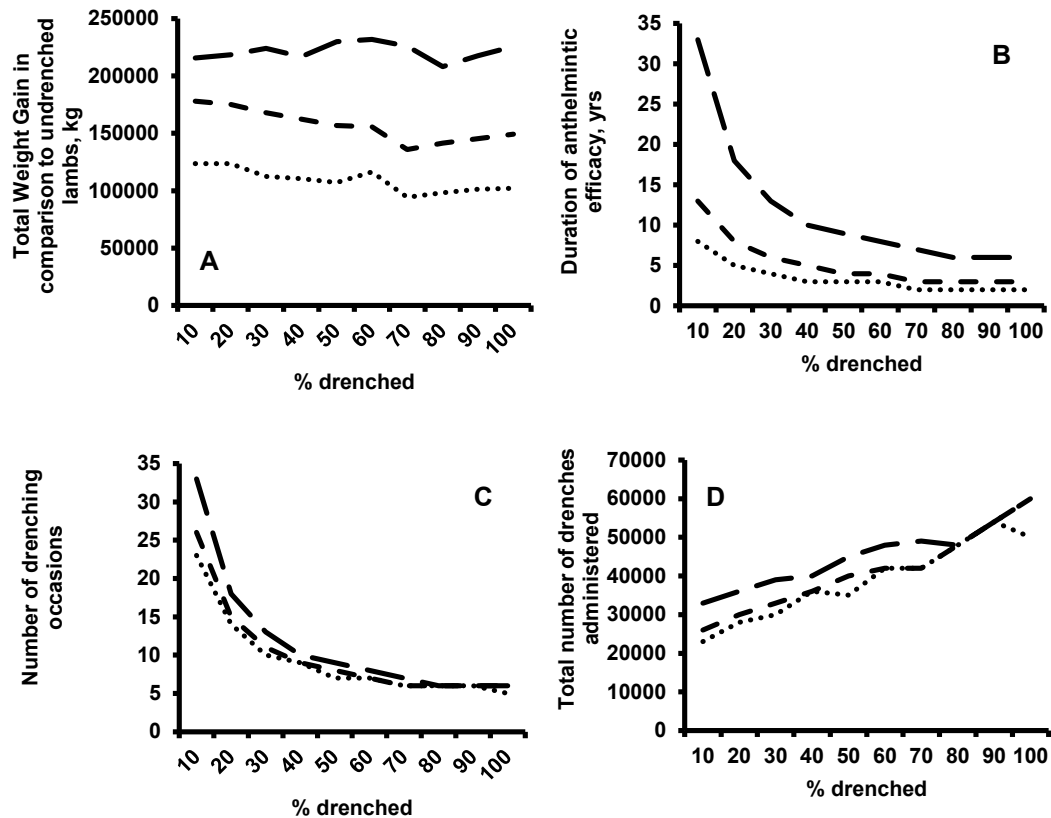 Total Weight Gain in
comparison to undrenched
lambs, kg
250000
200000
150000
100000
50000
0
A
10 20 30 40 50 60 70 80 90 100
% drenched
Duration of anthelmintic
efficacy, yrs
35
30
25
20
15
10
5
0
B
10 20 30 40 50 60 70 80 90 100
% drenched
Number of drenching
occasions
35
30
25
20
15
10
5
0
C
10 20 30 40 50 60 70 80 90 100
% drenched
Total number of drenches
administered
70000
60000
50000
40000
30000
20000
10000
0
D
10 20 30 40 50 60 70 80 90 100
% drenched